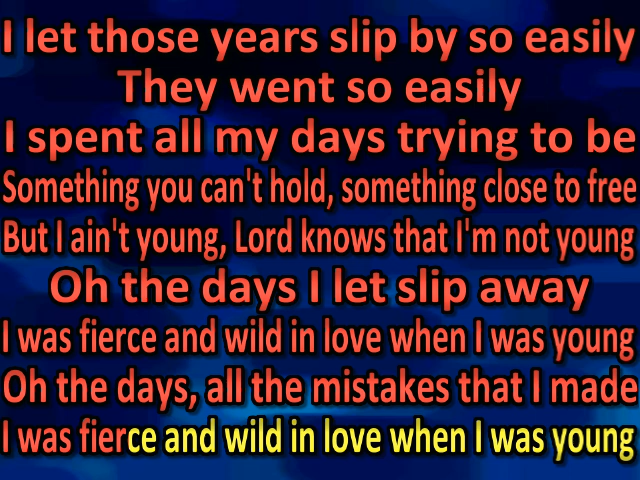 I let those years slip by so easily
They went so easily
I spent all my days trying to be
Something you can't hold, something close to free
But I ain't young, Lord knows that I'm not young
Oh the days I let slip away
I was fierce and wild in love when I was young
Oh the days, all the mistakes that I made
I was fierce and wild in love when I was young